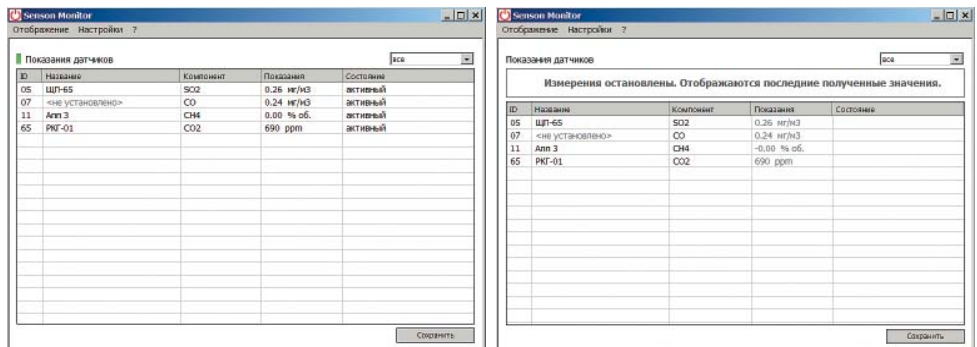 Senson Monitor
Отображение Настройки ?
Показания датчиков
все
ID Название Компонент Показания Состояние
05 ЩП-65 SO2 0.26 мг/м3 активный
07 <не установлено> CO 0.24 мг/м3 активный
11 Апп 3 CH4 0.00 % об. активный
65 РКГ-01 CO2 690 ppm активный
Сохранить
Senson Monitor
Отображение Настройки ?
Показания датчиков
все
Измерения остановлены. Отображаются последние полученные значения.
ID Название Компонент Показания Состояние
05 ЩП-65 SO2 0.26 мг/м3
07 <не установлено> CO 0.24 мг/м3
11 Апп 3 CH4 -0.00 % об.
65 РКГ-01 CO2 690 ppm
Сохранить